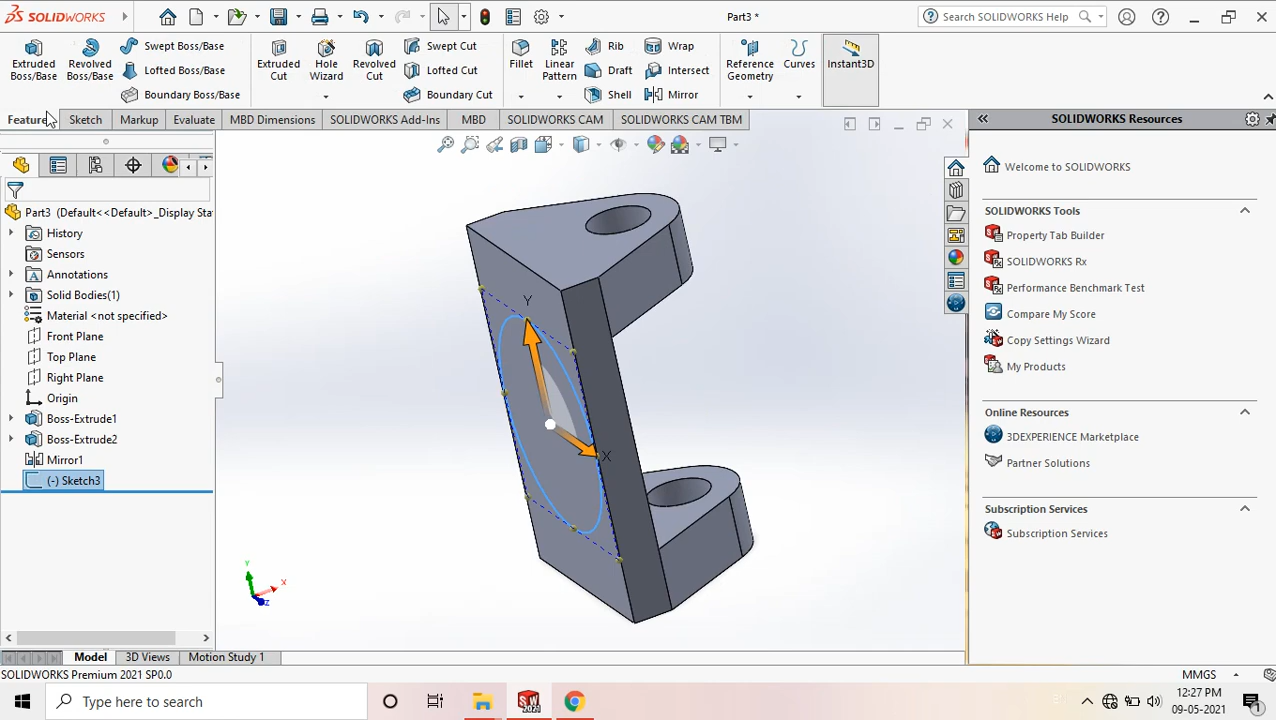 SOLIDWORKS
Part3 *
Search SOLIDWORKS Help
Extruded Boss/Base
Revolved Boss/Base
Swept Boss/Base
Lofted Boss/Base
Boundary Boss/Base
Extruded Cut
Hole Wizard
Revolved Cut
Swept Cut
Lofted Cut
Boundary Cut
Fillet
Linear Pattern
Rib
Draft
Shell
Wrap
Intersect
Mirror
Reference Geometry
Curves
Instant3D
Features Sketch Markup Evaluate MBD Dimensions SOLIDWORKS Add-Ins MBD SOLIDWORKS CAM SOLIDWORKS CAM TBM
Part3 (Default<<Default>_Display Sta
History
Sensors
Annotations
Solid Bodies(1)
Material <not specified>
Front Plane
Top Plane
Right Plane
Origin
Boss-Extrude1
Boss-Extrude2
Mirror1
(-) Sketch3
Y
X
Y
X
Z
SOLIDWORKS Resources
Welcome to SOLIDWORKS
SOLIDWORKS Tools
Property Tab Builder
SOLIDWORKS Rx
Performance Benchmark Test
Compare My Score
Copy Settings Wizard
My Products
Online Resources
3DEXPERIENCE Marketplace
Partner Solutions
Subscription Services
Subscription Services
Model 3D Views Motion Study 1
SOLIDWORKS Premium 2021 SP0.0
MMGS
Type here to search
SW
2021
12:27 PM
09-05-2021
1